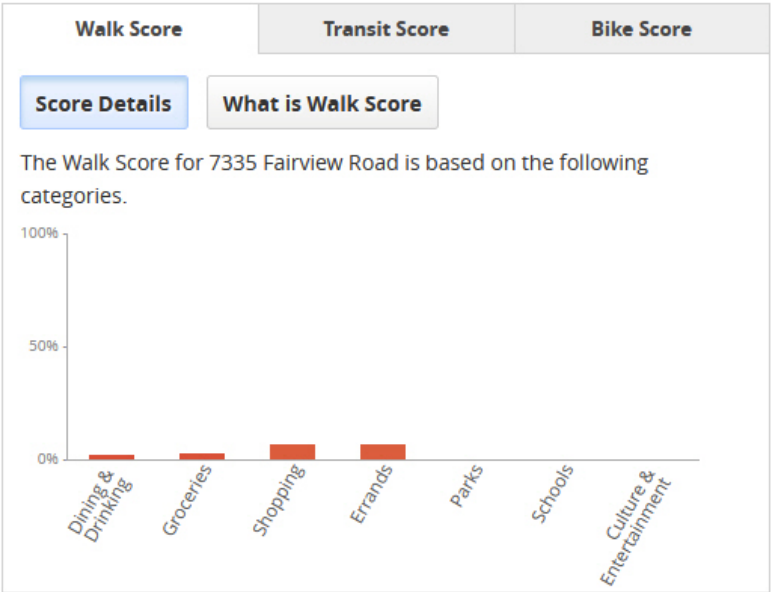 Walk Score
Transit Score
Bike Score
Score Details
What is Walk Score
The Walk Score for 7335 Fairview Road is based on the following
categories.
100%
50%
0%
Dining &
Drinking
Groceries
Shopping
Errands
Parks
Schools
Culture &
Entertainment